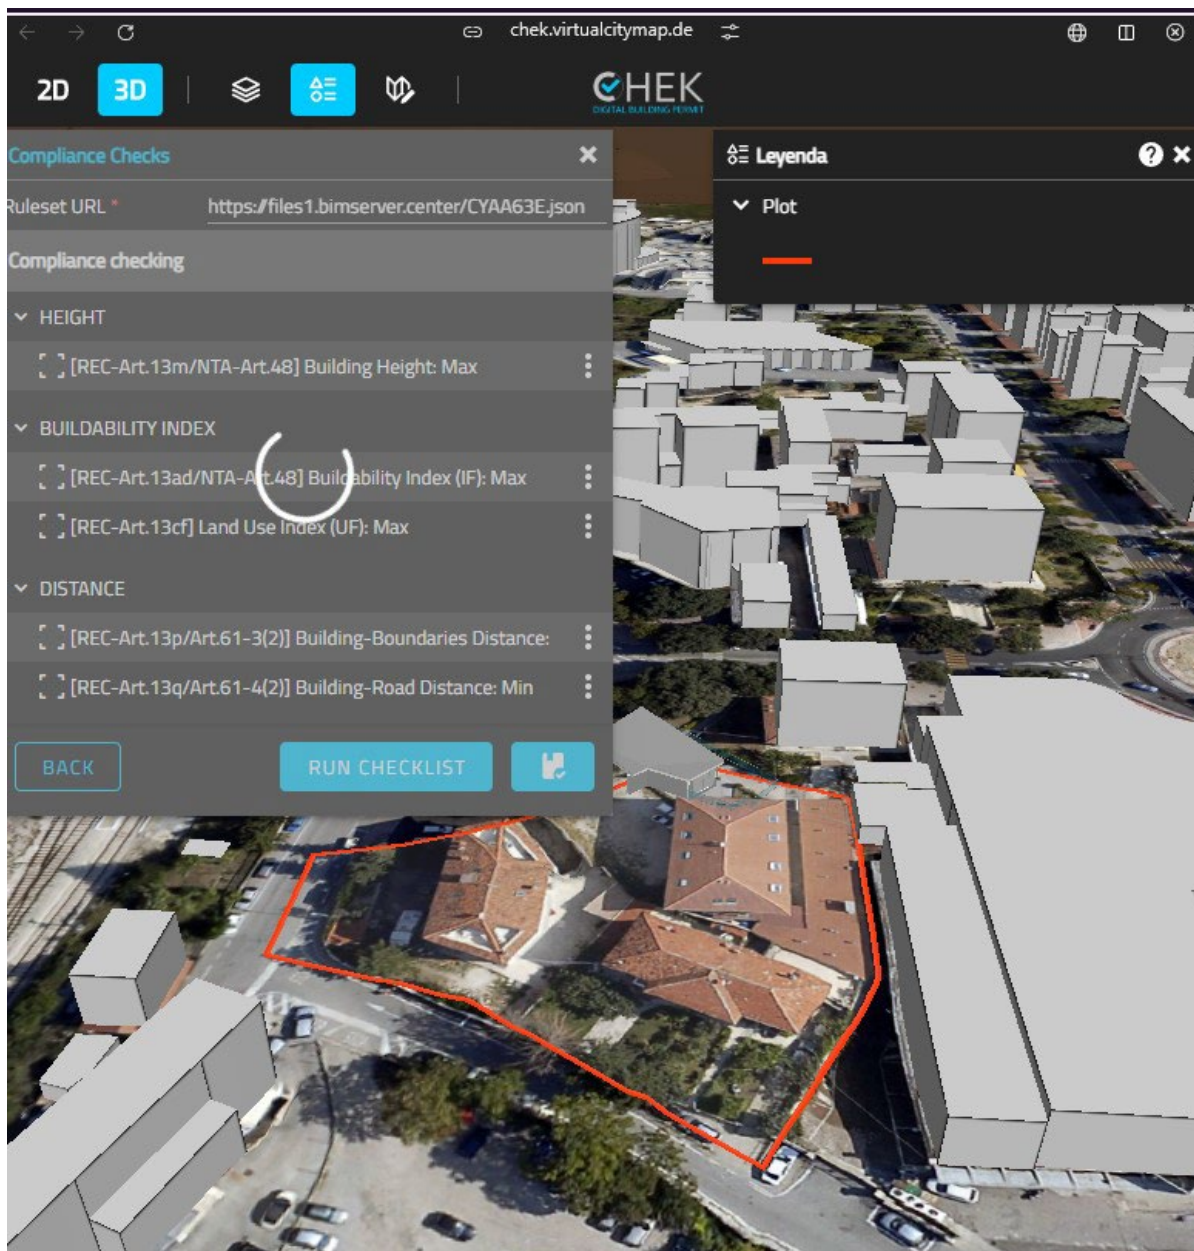 chek.virtualcitymap.de
2D 3D
CHEK
DIGITAL BUILDING PERMIT
Compliance Checks
Leyenda
Ruleset URL * https://files1.bimserver.center/CYAA63E.json
Plot
Compliance checking
HEIGHT
[REC-Art.13m/NTA-Art.48] Building Height: Max
BUILDABILITY INDEX
[REC-Art.13ad/NTA-Art.48] Buildability Index (IF): Max
[REC-Art.13cf] Land Use Index (UF): Max
DISTANCE
[REC-Art.13p/Art.61-3(2)] Building-Boundaries Distance:
[REC-Art.13q/Art.61-4(2)] Building-Road Distance: Min
BACK RUN CHECKLIST